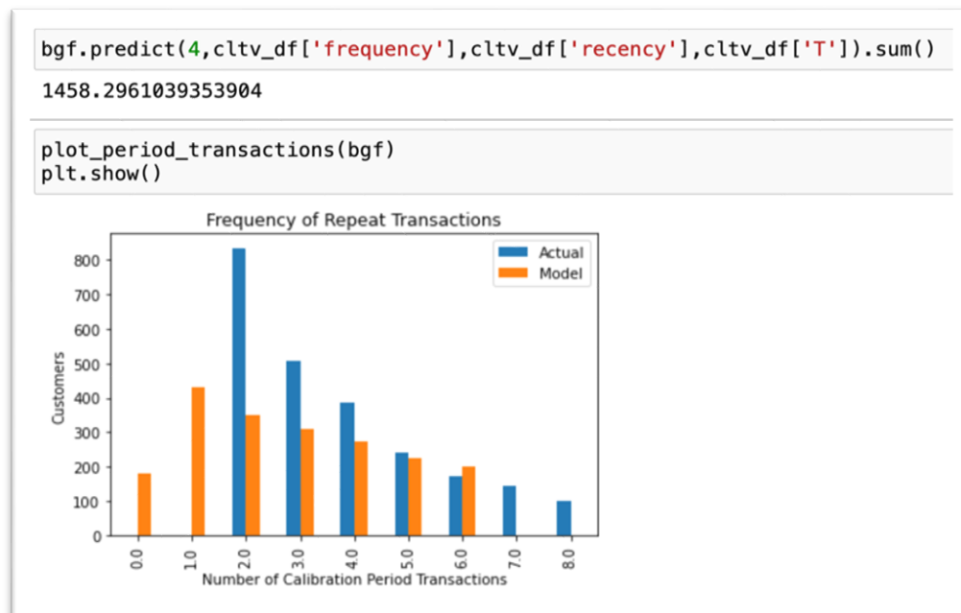 bgf.predict(4,cltv_df['frequency'],cltv_df['recency'],cltv_df['T']).sum()
1458.2961039353904
plot_period_transactions(bgf)
plt.show()
Frequency of Repeat Transactions
Actual
Model
800
700
600
500
400
300
200
100
0
Customers
0.0
1.0
2.0
3.0
4.0
5.0
6.0
7.0
8.0
Number of Calibration Period Transactions